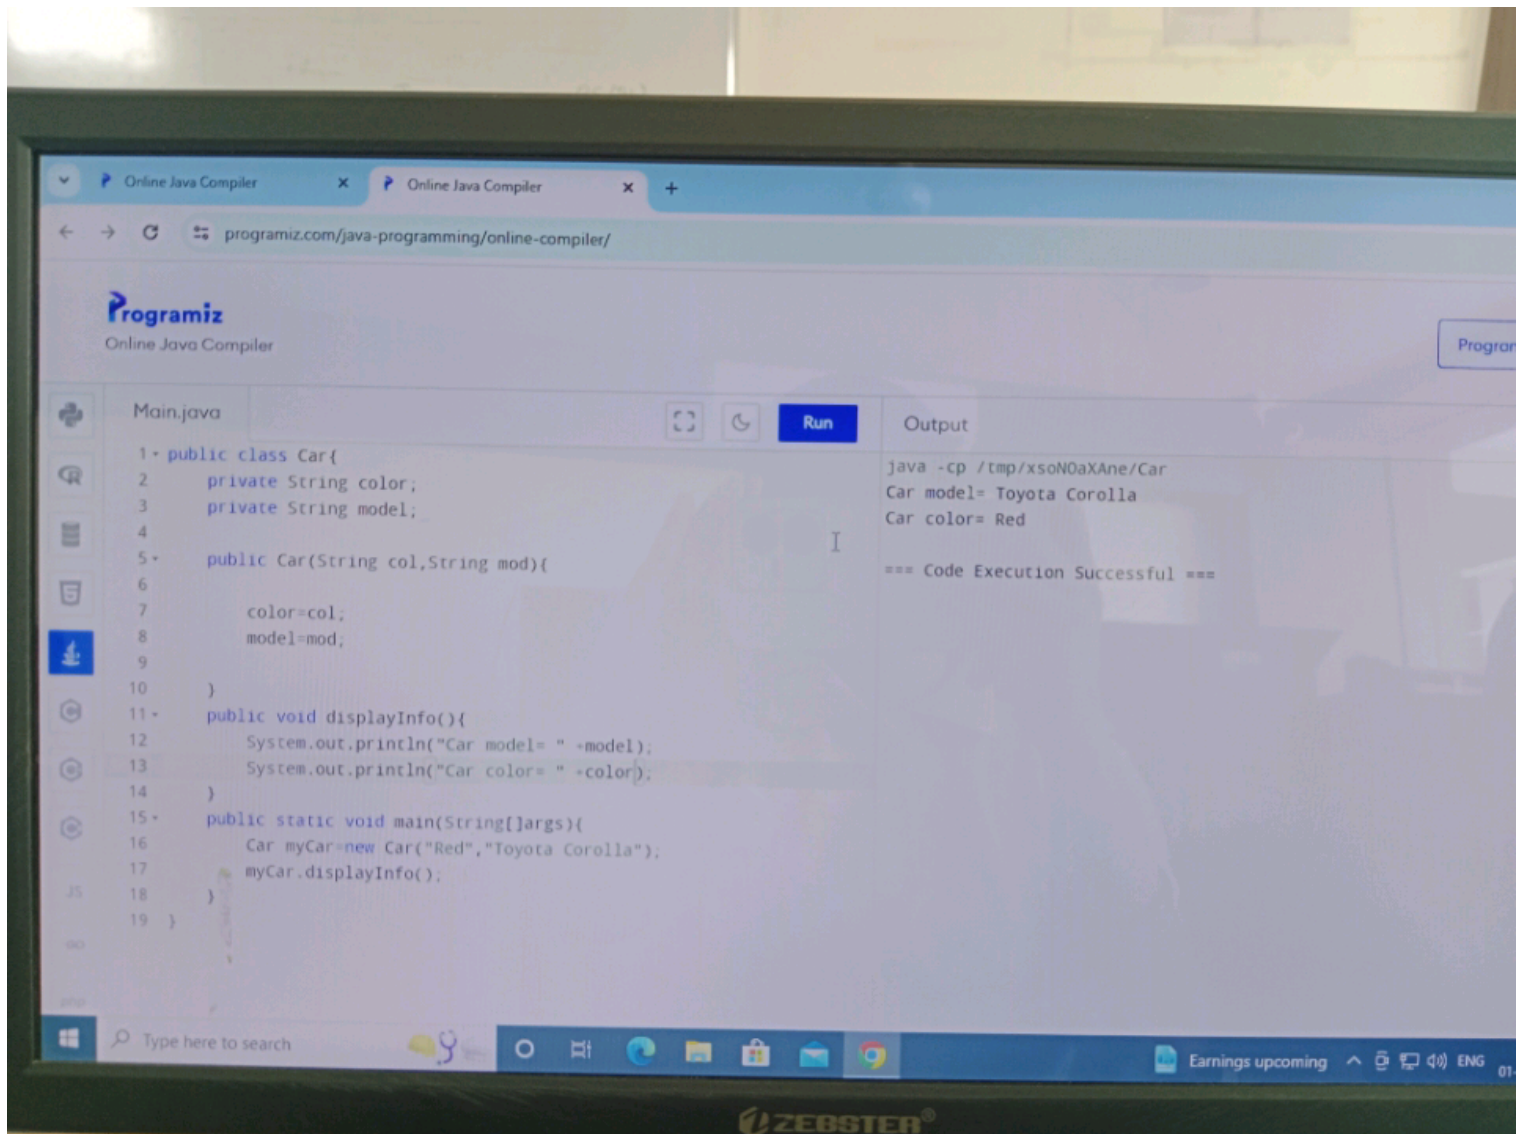 Online Java Compiler
Online Java Compiler
programiz.com/java-programming/online-compiler/
Programiz
Online Java Compiler
Main.java
Run
Output
1 public class Car{
2 private String color;
3 private String model;
4
5 public Car(String col,String mod){
6
7 color=col;
8 model=mod;
9
10 }
11 public void displayInfo(){
12 System.out.println("Car model= " +model);
13 System.out.println("Car color= " +color);
14 }
15 public static void main(String[]args){
16 Car myCar=new Car("Red","Toyota Corolla");
17 myCar.displayInfo();
18 }
19 }
java -cp /tmp/xsoNOaXAne/Car
Car model= Toyota Corolla
Car color= Red
=== Code Execution Successful ===
JS
php
Type here to search
Earnings upcoming
ENG
01-
ZEBSTER